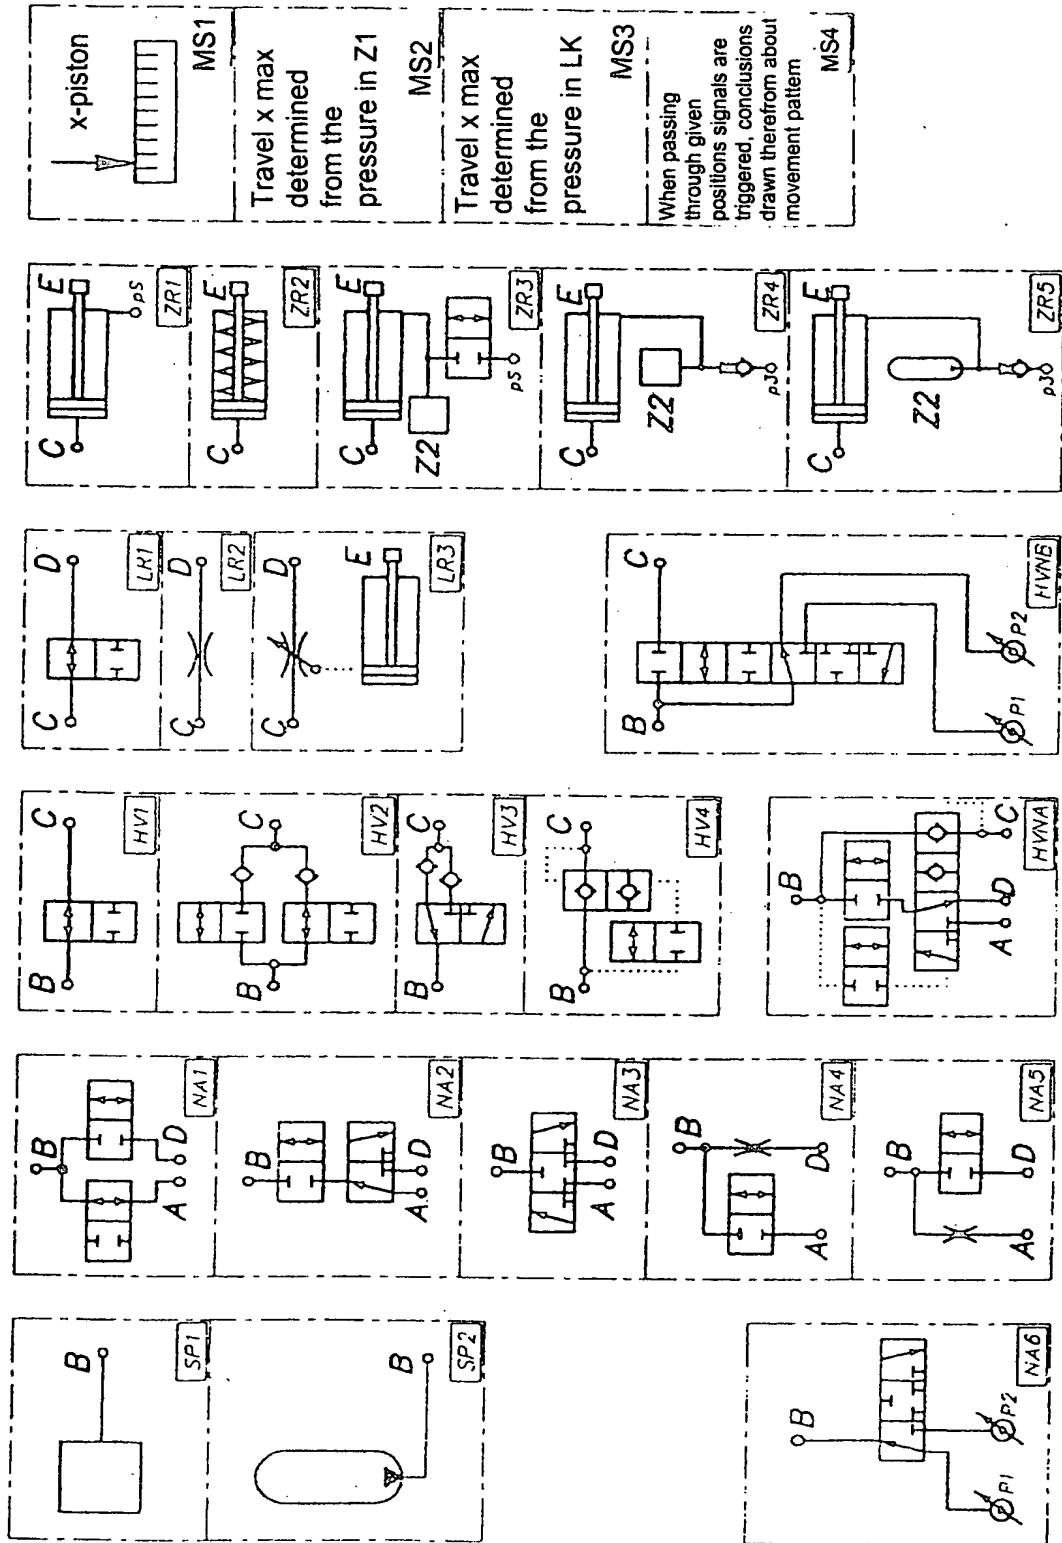 x-piston
MS1
Travel x max
determined
from the
pressure in Z1
MS2
Travel x max
determined
from the
pressure in LK
MS3
When passing
through given
positions signals are
triggered, conclusions
drawn therefrom about
movement pattern
MS4
C
E
pS
ZR1
C
E
ZR2
C
E
Z2
pS
ZR3
C
E
Z2
p3
ZR4
C
E
Z2
p3
ZR5
C
D
LR1
C
D
LR2
C
D
E
LR3
B
C
P1
P2
HVNB
B
C
HV1
B
C
HV2
B
C
HV3
B
C
HV4
B
A
D
C
HVNA
B
A
D
NA1
B
A
D
NA2
B
A
D
NA3
B
A
D
NA4
B
A
D
NA5
B
SP1
B
SP2
B
P1
P2
NA6